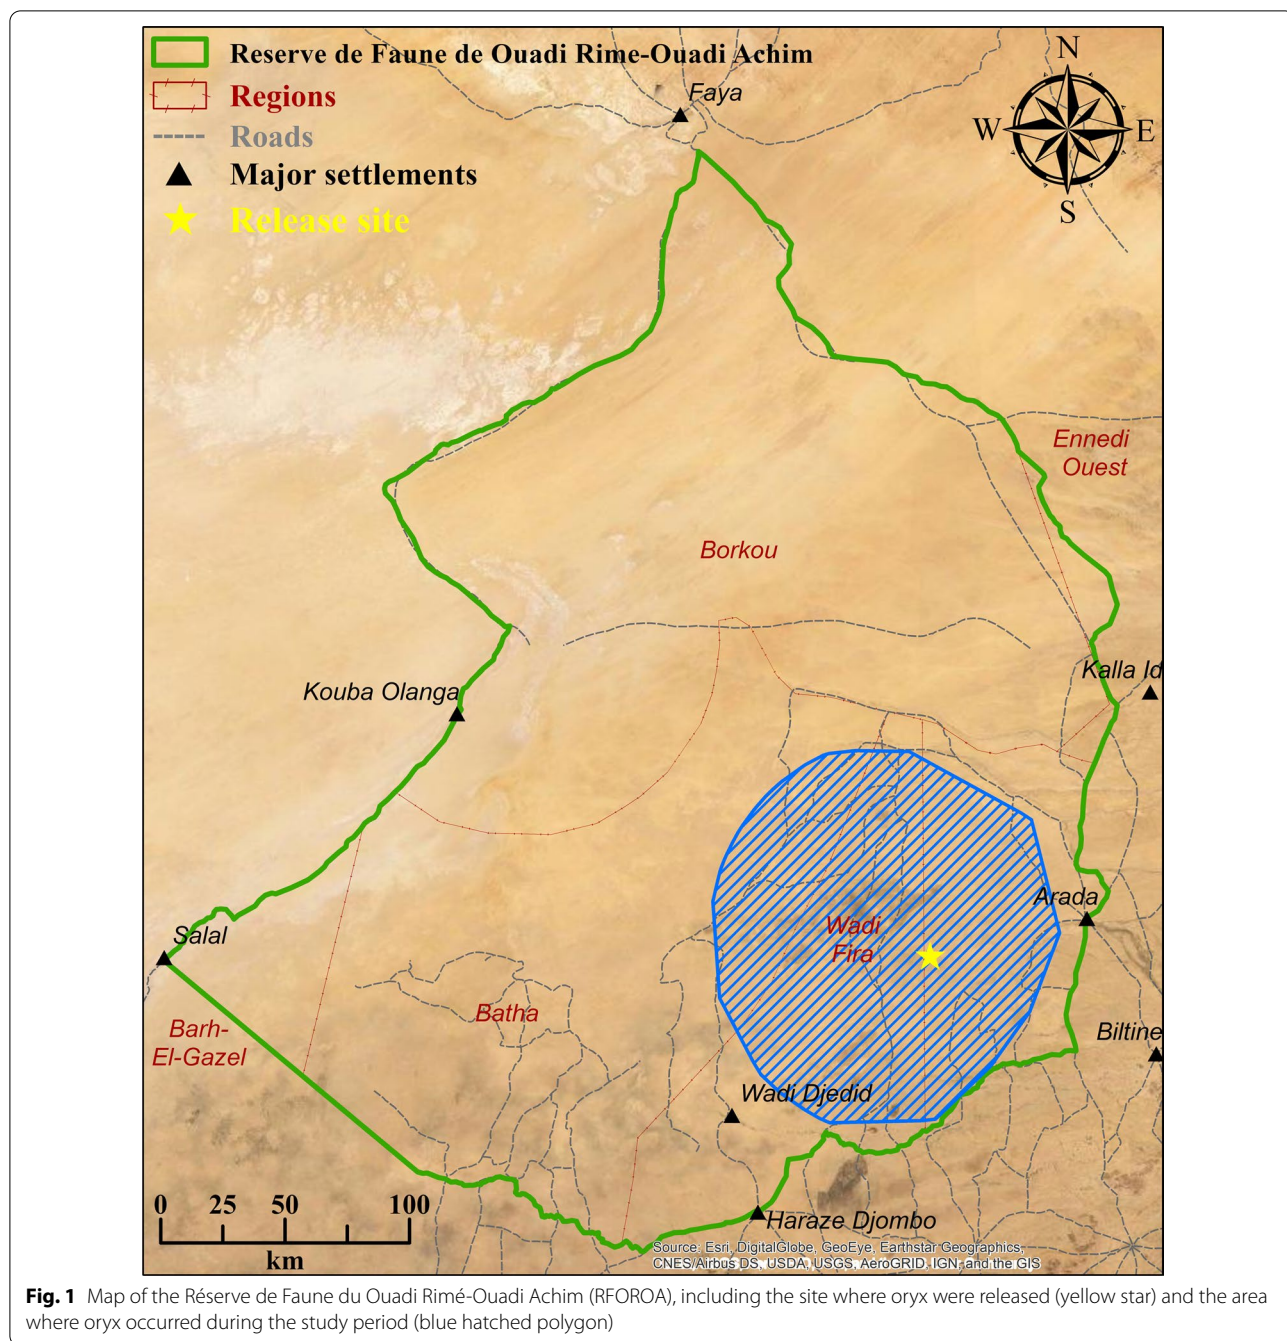 Reserve de Faune de Ouadi Rime-Ouadi Achim
Regions
Roads
Major settlements
Release site
N
W
E
S
Faya
Ennedi
Ouest
Borkou
Kalla Id
Kouba Olanga
Arada
Wadi
Fira
Salal
Batha
Barh-
El-Gazel
Biltine
Wadi Djedid
Haraze Djombo
0 25 50 100
km
Source: Esri, DigitalGlobe, GeoEye, Earthstar Geographics,
CNES/Airbus DS, USDA, USGS, AeroGRID, IGN, and the GIS
Fig. 1 Map of the Réserve de Faune du Ouadi Rimé-Ouadi Achim (RFOROA), including the site where oryx were released (yellow star) and the area
where oryx occurred during the study period (blue hatched polygon)